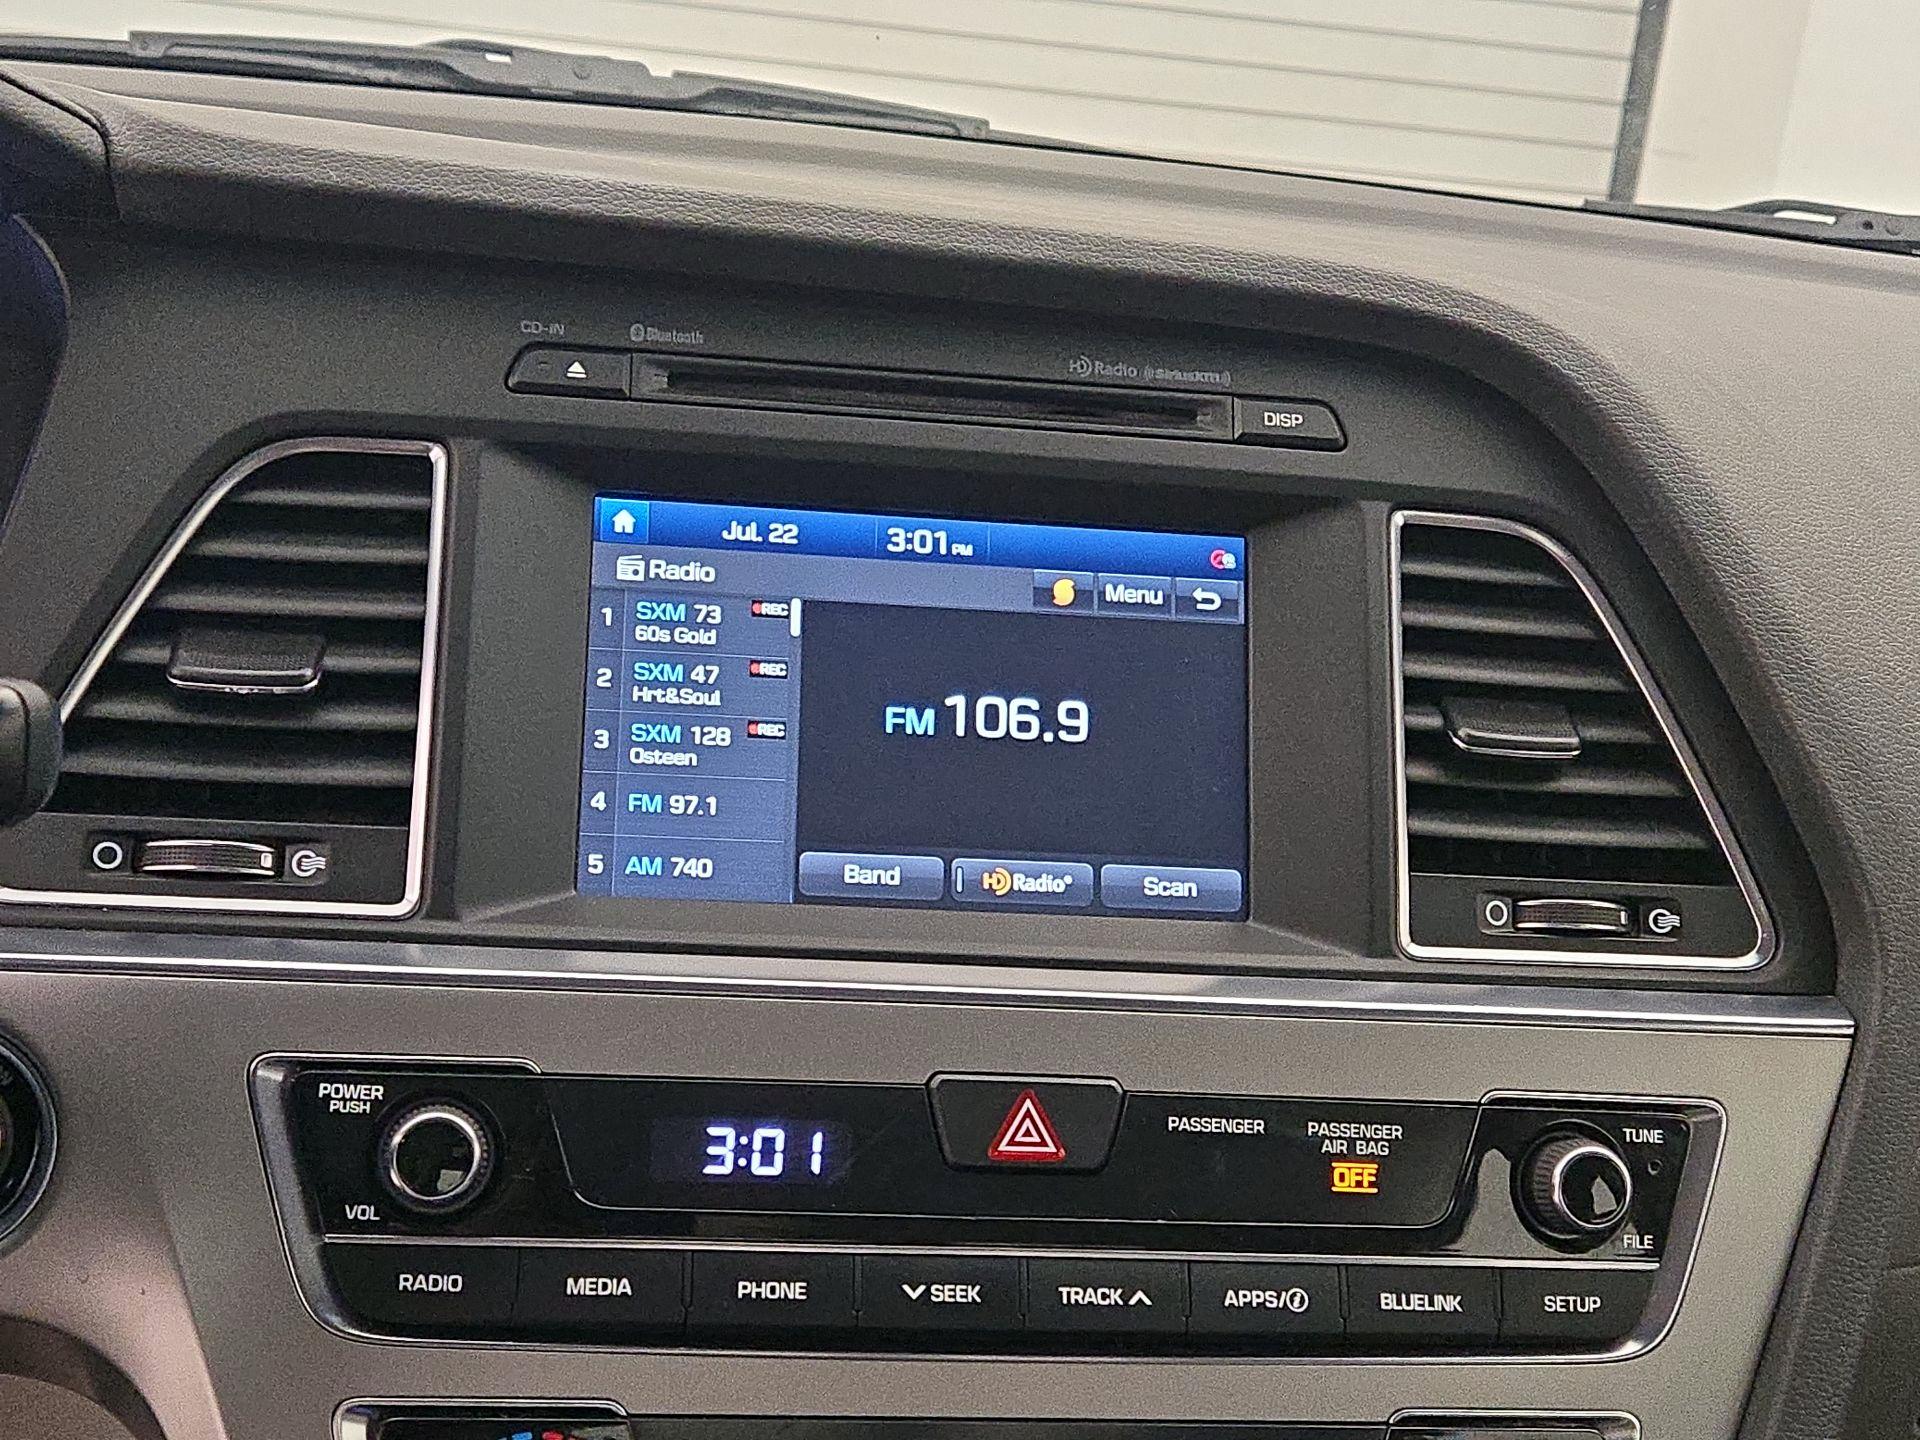 CD-IN
Bluetooth
HD Radio ((SiriusXM))
DISP
Jul. 22 3:01 PM
Radio
Menu
1 SXM 73 REC
60s Gold
2 SXM 47 REC
Hrt&Soul
3 SXM 128 REC
Osteen
4 FM 97.1
5 AM 740
FM 106.9
Band
HD Radio®
Scan
POWER
PUSH
VOL
3:01
PASSENGER
PASSENGER
AIR BAG
OFF
TUNE
FILE
RADIO
MEDIA
PHONE
SEEK
TRACK
APPS/i
BLUELINK
SETUP